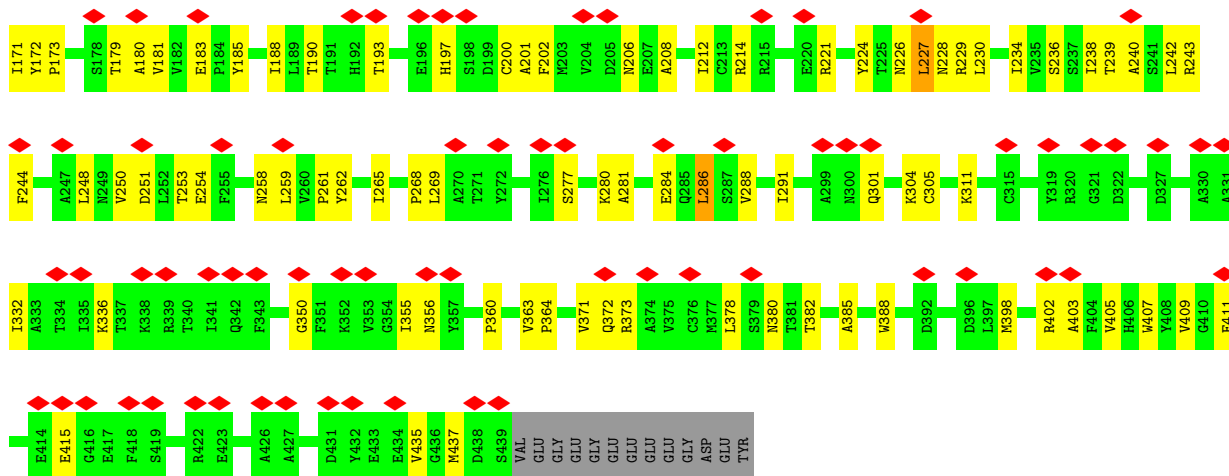 I171 Y172 P173 S178 T179 A180 V181 V182 E183 P184 Y185 I188 L189 T190 T191 H192 T193 E196 H197 S198 D199 C200 A201 F202 M203 V204 D205 N206 E207 A208 I212 C213 R214 R215 E220 R221 Y224 T225 N226 L227 N228 R229 L230 I234 V235 S236 S237 I238 T239 A240 S241 L242 R243
F244 A247 L248 N249 V250 D251 L252 T253 E254 F255 N258 L259 V260 P261 Y262 I265 P268 L269 A270 T271 Y272 I276 S277 K280 A281 E284 Q285 L286 S287 V288 I291 A299 N300 Q301 K304 C305 K311 C315 Y319 R320 G321 D322 D327 A330 A331
I332 A333 T334 I335 K336 T337 K338 R339 T340 I341 Q342 F343 G350 F351 K352 V353 G354 I355 N356 Y357 P360 V363 P364 V371 Q372 R373 A374 V375 C376 M377 L378 S379 N380 T381 T382 A385 W388 D392 D396 L397 M398 R402 A403 F404 V405 H406 W407 Y408 V409 G410 E411
E414 E415 G416 E417 F418 S419 R422 E423 A426 A427 D431 Y432 E433 E434 V435 G436 M437 D438 S439 VAL GLU GLY GLU GLY GLU GLU GLU GLU GLU GLY ASP GLU TYR